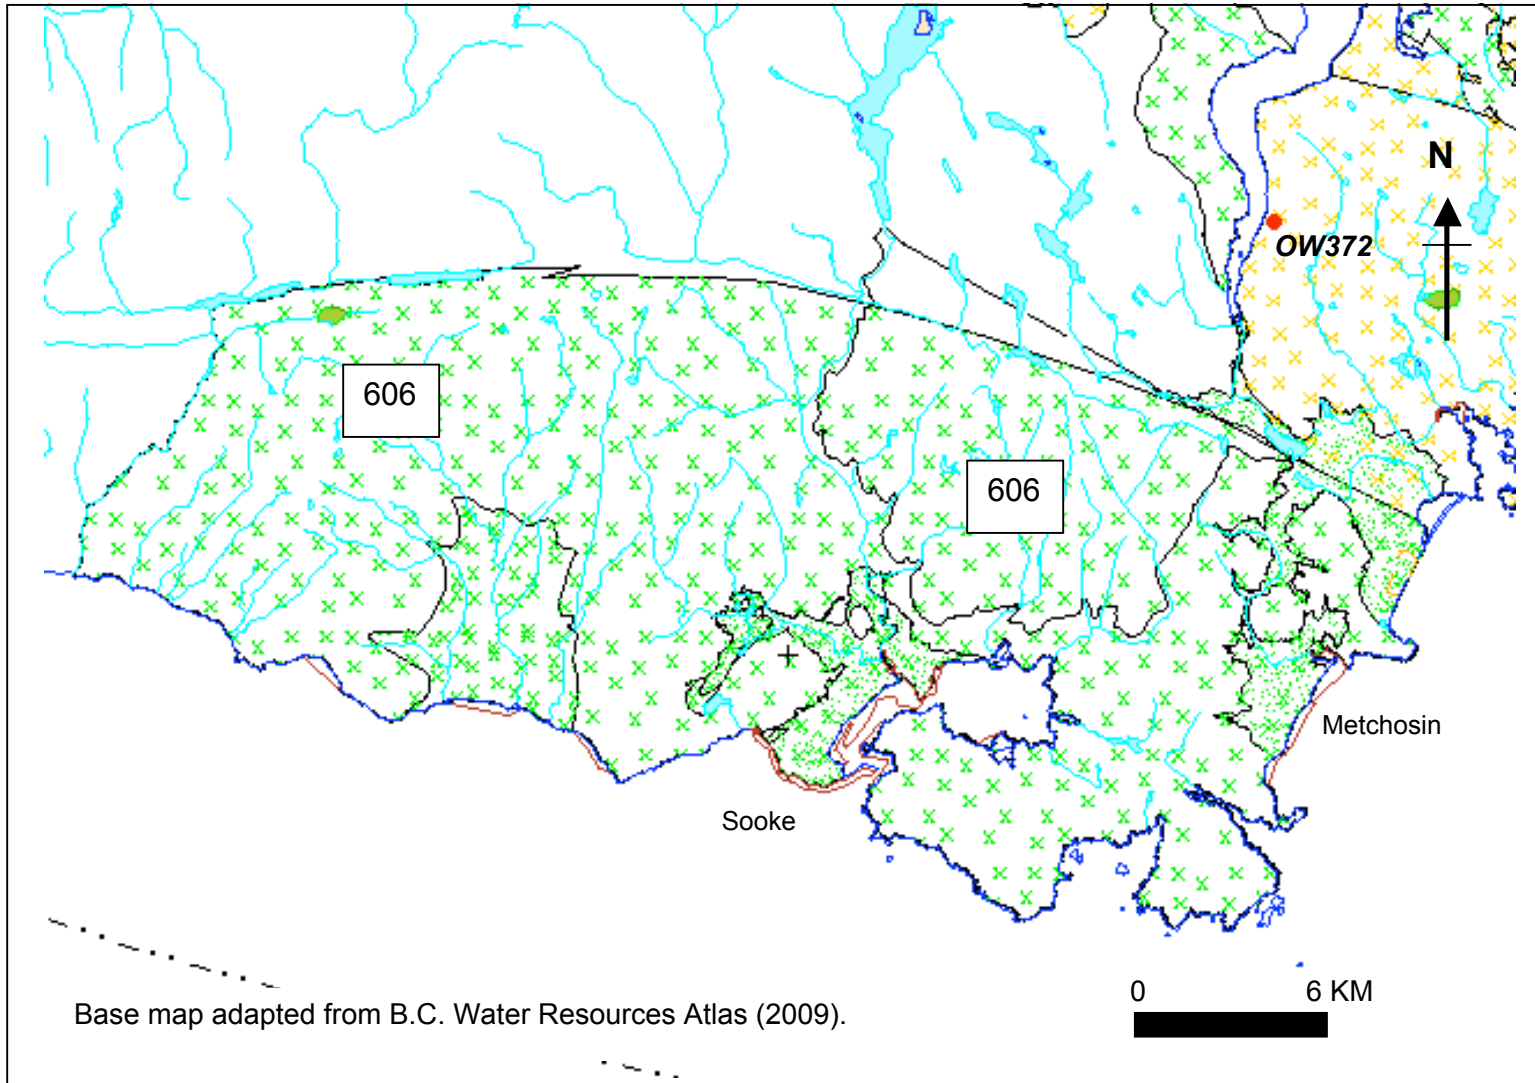 N
OW372
606
606
Metchosin
Sooke
0 6 KM
Base map adapted from B.C. Water Resources Atlas (2009).